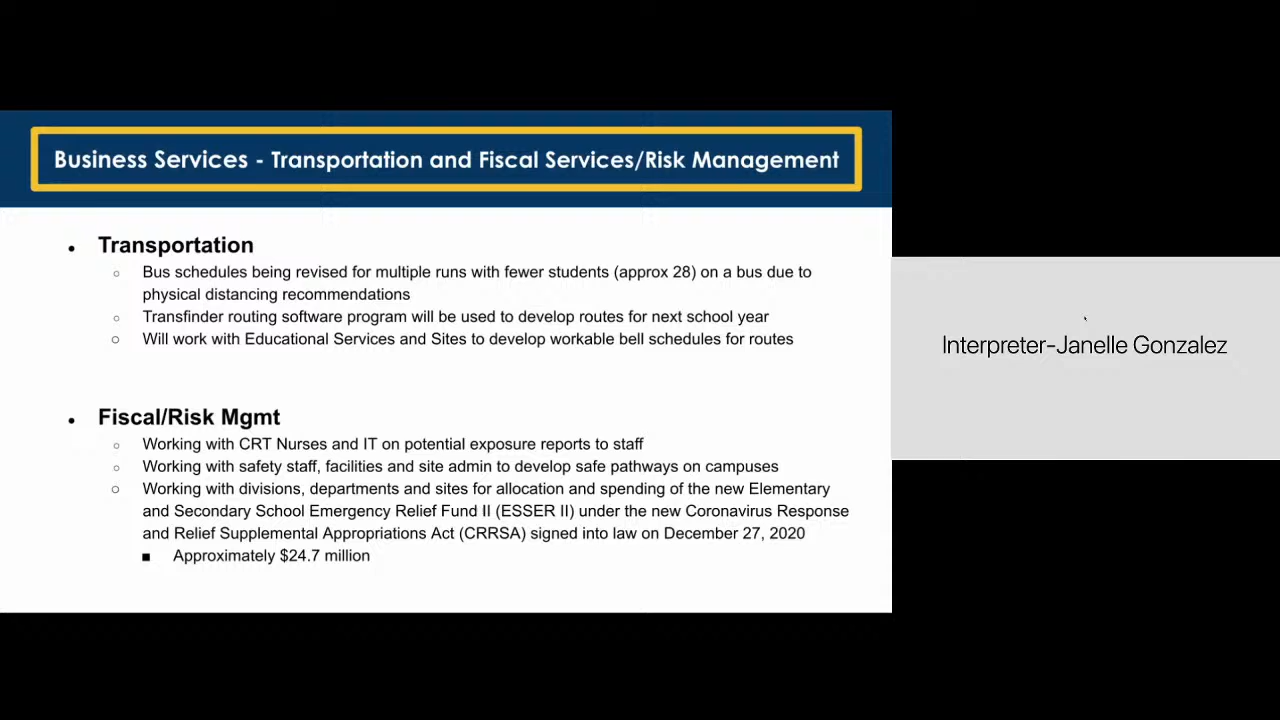 Business Services - Transportation and Fiscal Services/Risk Management
● Transportation
○ Bus schedules being revised for multiple runs with fewer students (approx 28) on a bus due to
physical distancing recommendations
○ Transfinder routing software program will be used to develop routes for next school year
○ Will work with Educational Services and Sites to develop workable bell schedules for routes
● Fiscal/Risk Mgmt
○ Working with CRT Nurses and IT on potential exposure reports to staff
○ Working with safety staff, facilities and site admin to develop safe pathways on campuses
○ Working with divisions, departments and sites for allocation and spending of the new Elementary
and Secondary School Emergency Relief Fund II (ESSER II) under the new Coronavirus Response
and Relief Supplemental Appropriations Act (CRRSA) signed into law on December 27, 2020
■ Approximately $24.7 million
Interpreter-Janelle Gonzalez